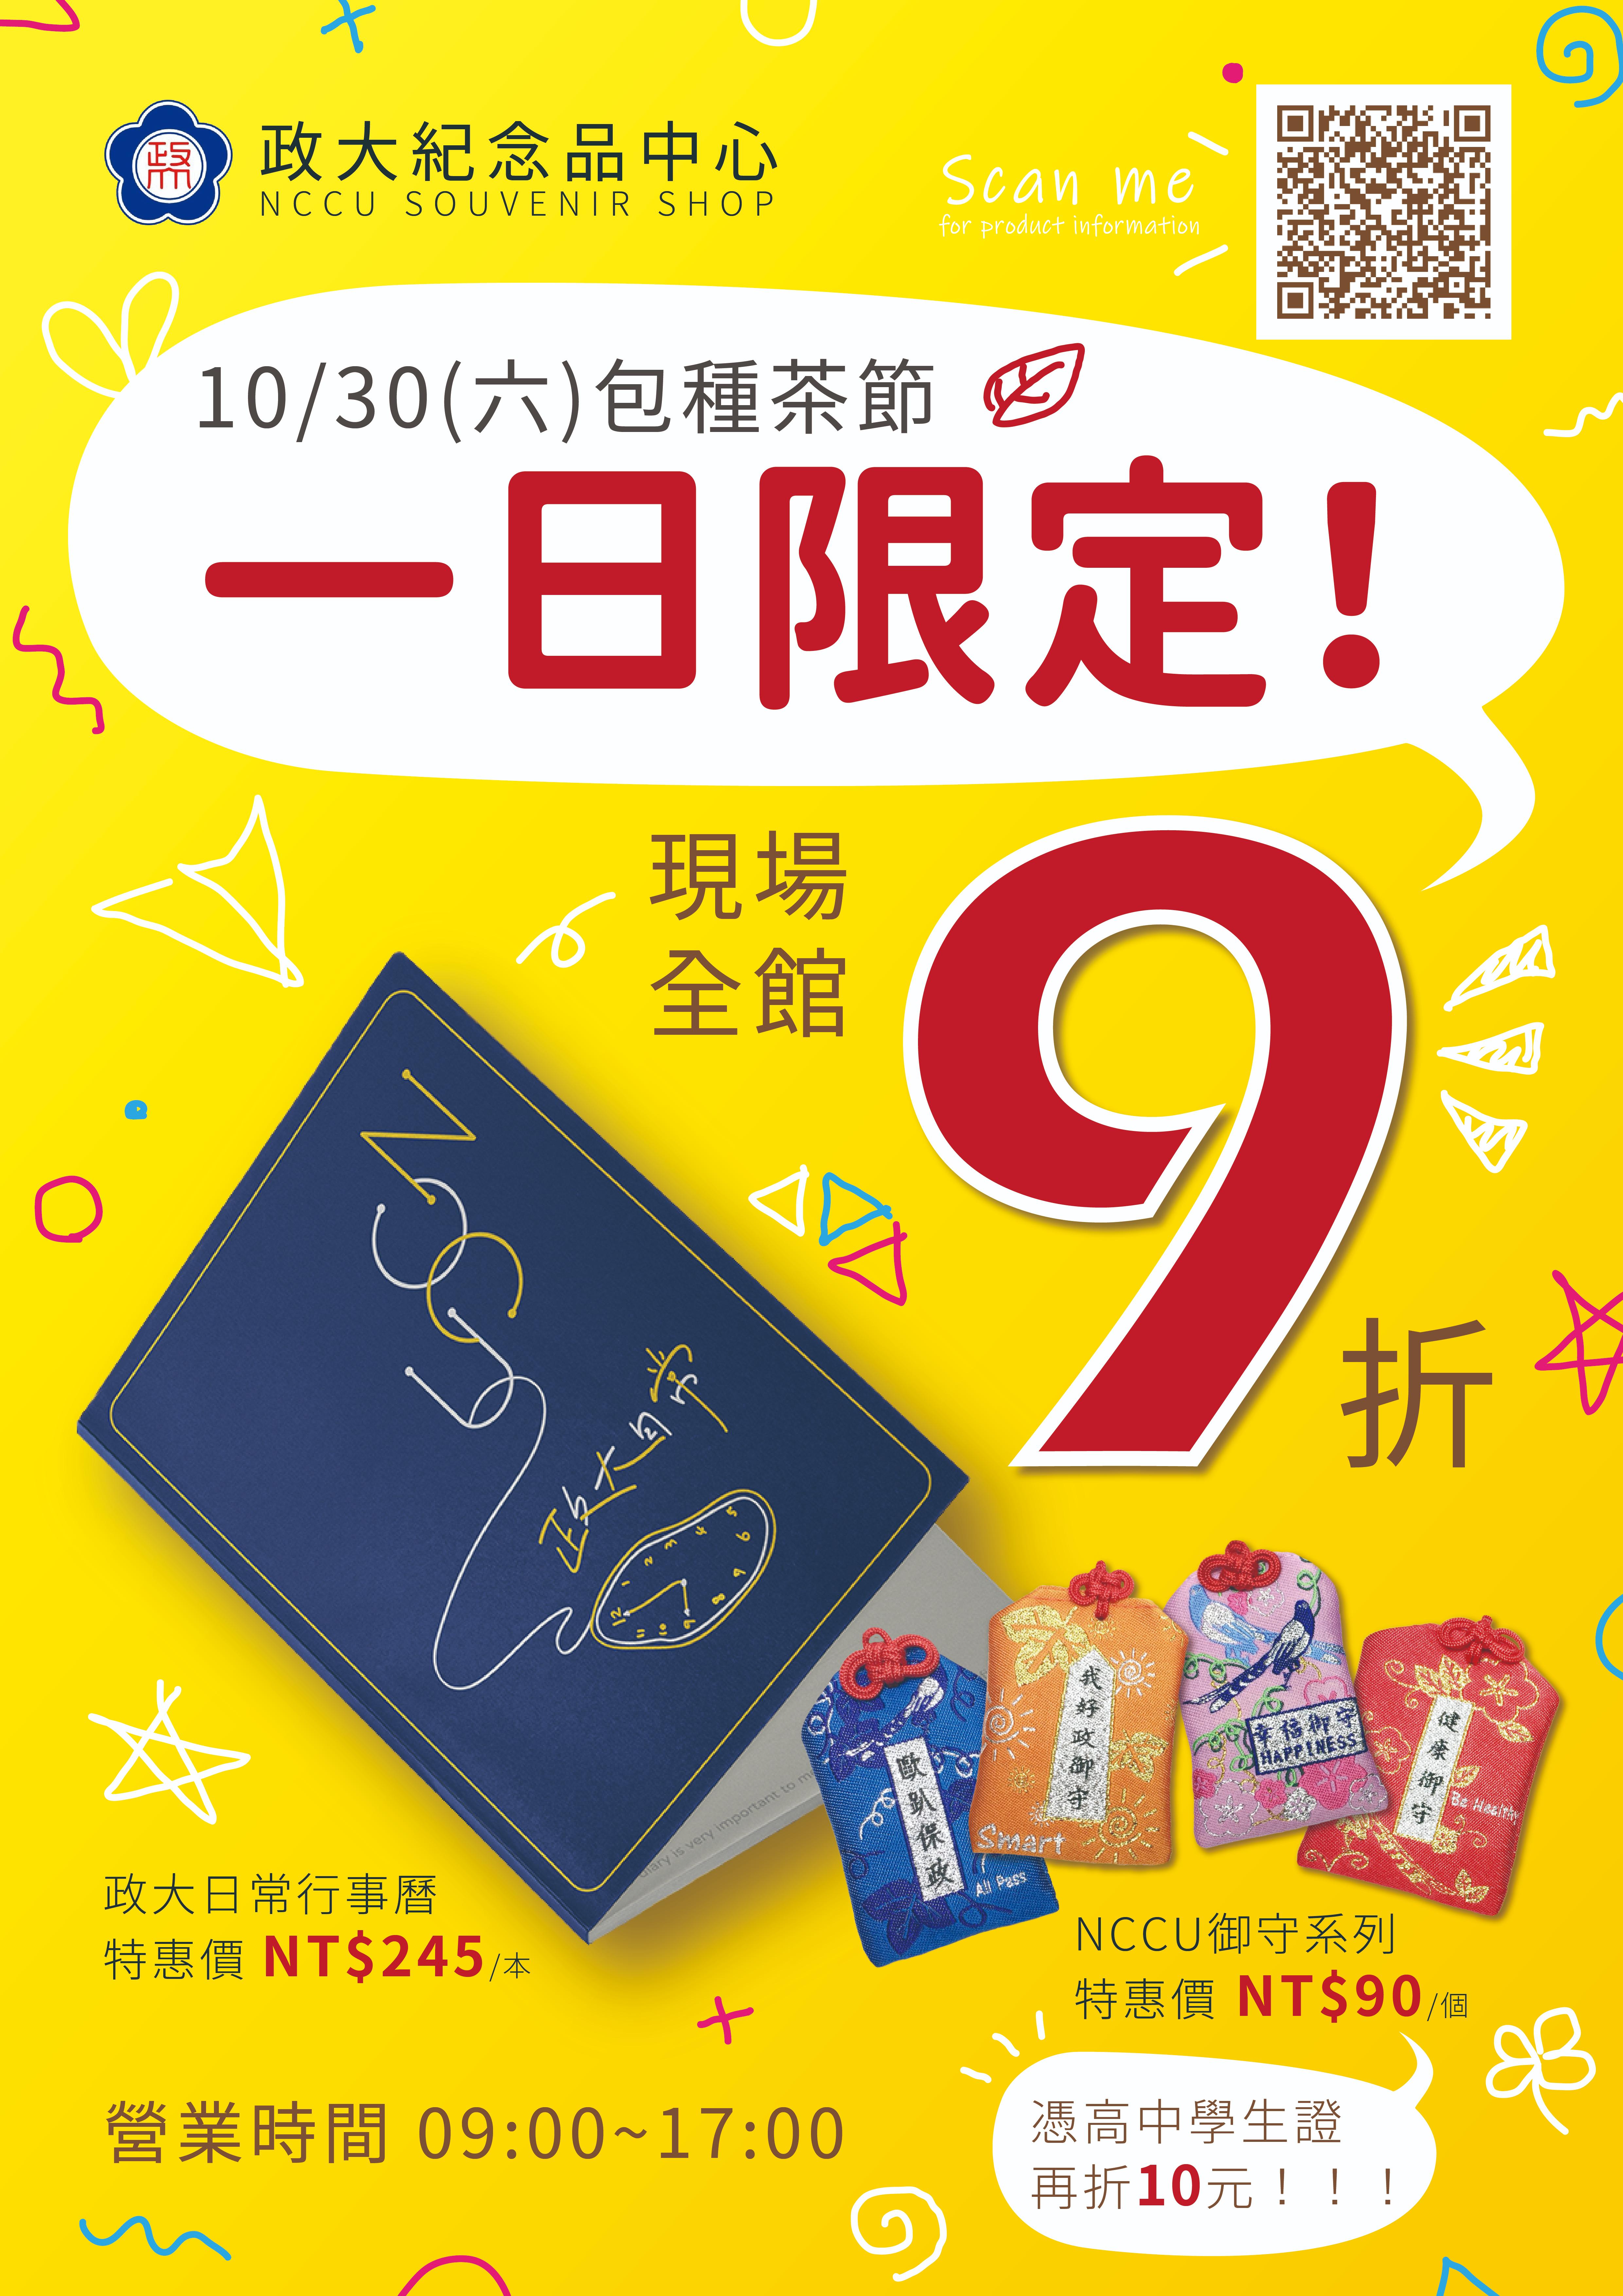 政大紀念品中心
NCCU SOUVENIR SHOP
Scan me
for product information
10/30(六)包種茶節
一日限定!
現場
全館
9
折
NCCU
政大日常
歐趴保政
All Pass
我好政御守
Smart
幸福御守
HAPPINESS
健康御守
Be Healthy
diary is very important to m
政大日常行事曆
特惠價 NT$245/本
NCCU御守系列
特惠價 NT$90/個
營業時間 09:00~17:00
憑高中學生證
再折10元！！！